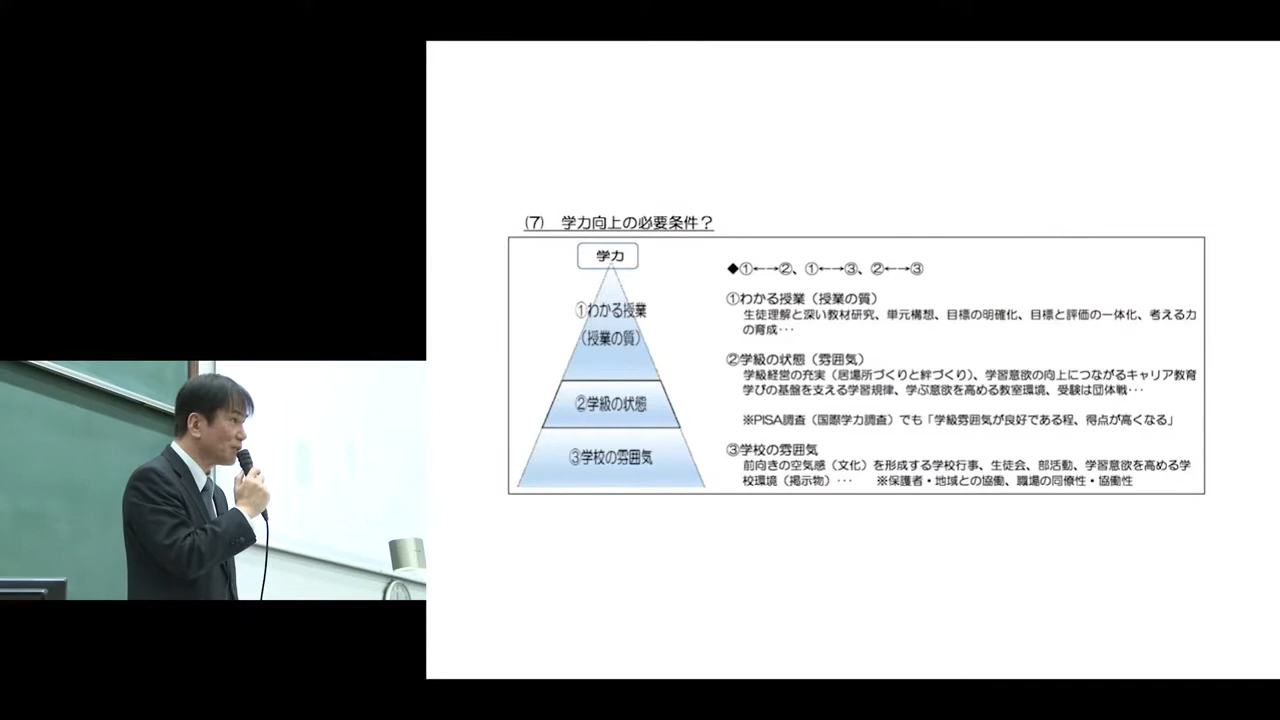 (7) 学力向上の必要条件？
学力
①わかる授業
（授業の質）
②学級の状態
③学校の雰囲気
◆①←→②、①←→③、②←→③
①わかる授業（授業の質）
生徒理解と深い教材研究、単元構想、目標の明確化、目標と評価の一体化、考える力
の育成･･･
②学級の状態（雰囲気）
学級経営の充実（居場所づくりと絆づくり）、学習意欲の向上につながるキャリア教育
学びの基盤を支える学習規律、学ぶ意欲を高める教室環境、受験は団体戦･･･
※PISA調査（国際学力調査）でも「学級雰囲気が良好である程、得点が高くなる」
③学校の雰囲気
前向きの空気感（文化）を形成する学校行事、生徒会、部活動、学習意欲を高める学
校環境（掲示物）･･･ ※保護者・地域との協働、職場の同僚性・協働性